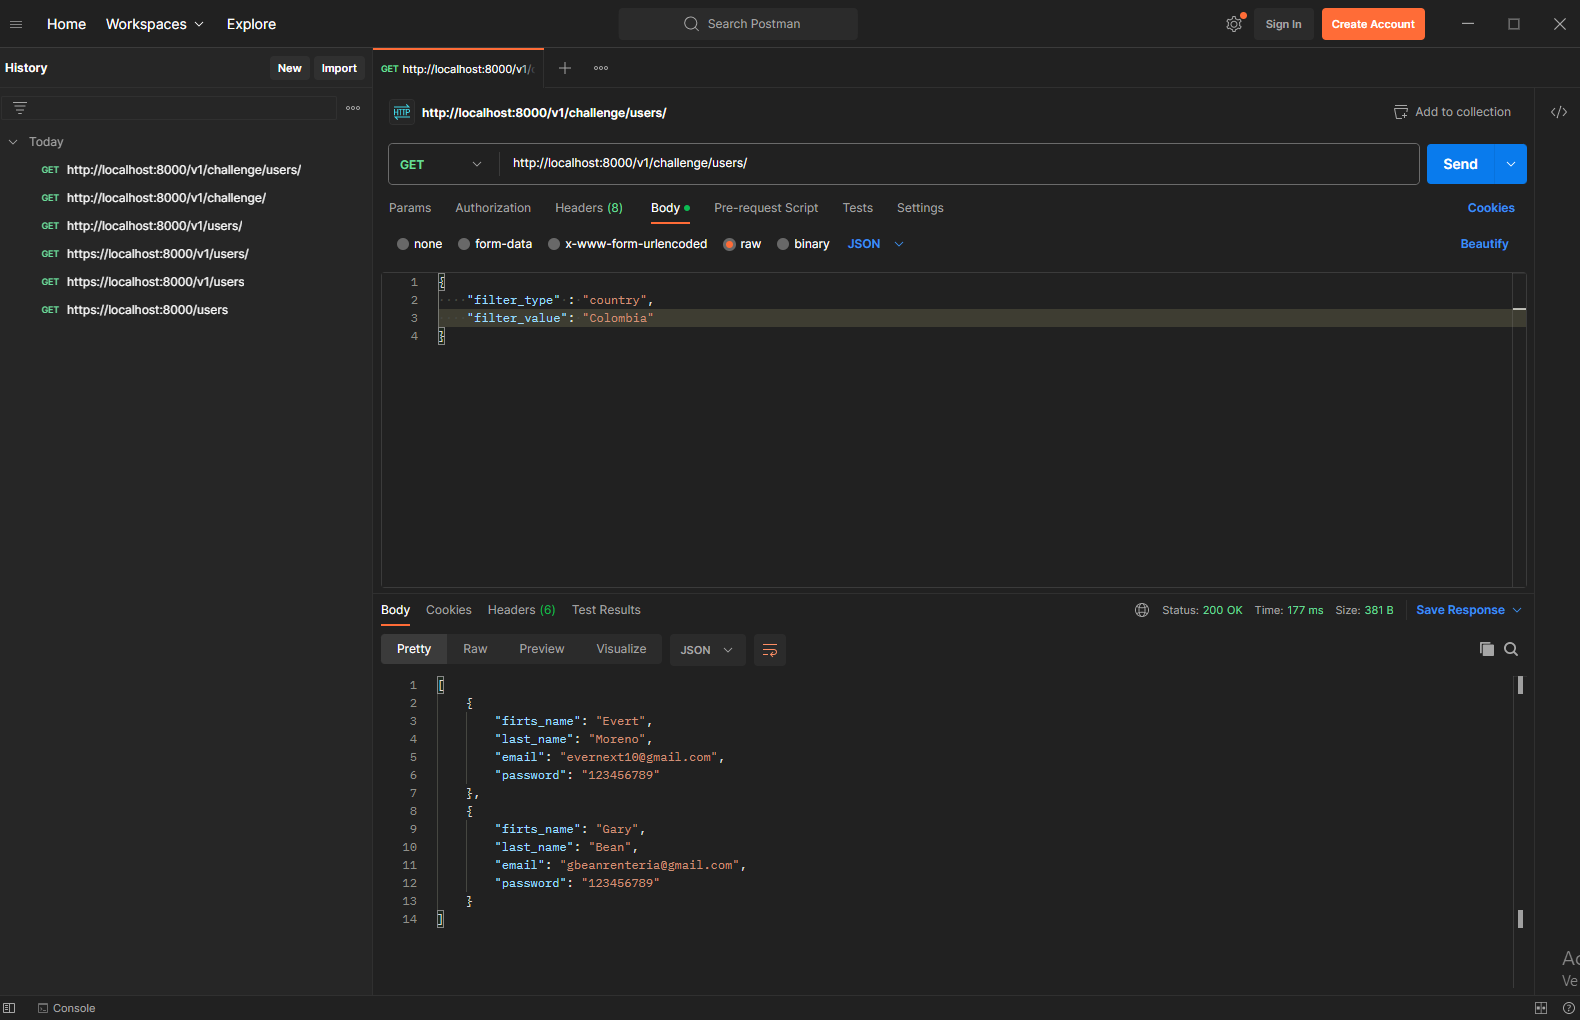 Home Workspaces Explore Search Postman Sign In Create Account
History New Import GET http://localhost:8000/v1/
http://localhost:8000/v1/challenge/users/ Add to collection
Today
GET http://localhost:8000/v1/challenge/users/
GET http://localhost:8000/v1/challenge/
GET http://localhost:8000/v1/users/
GET https://localhost:8000/v1/users/
GET https://localhost:8000/v1/users
GET https://localhost:8000/users
GET http://localhost:8000/v1/challenge/users/ Send
Params Authorization Headers (8) Body Pre-request Script Tests Settings Cookies
none form-data x-www-form-urlencoded raw binary JSON Beautify
1 {
2 "filter_type" : "country",
3 "filter_value": "Colombia"
4 }
Body Cookies Headers (6) Test Results Status: 200 OK Time: 177 ms Size: 381 B Save Response
Pretty Raw Preview Visualize JSON
1 [
2 {
3 "firts_name": "Evert",
4 "last_name": "Moreno",
5 "email": "evernext10@gmail.com",
6 "password": "123456789"
7 },
8 {
9 "firts_name": "Gary",
10 "last_name": "Bean",
11 "email": "gbeanrenteria@gmail.com",
12 "password": "123456789"
13 }
14 ]
Ve
Console